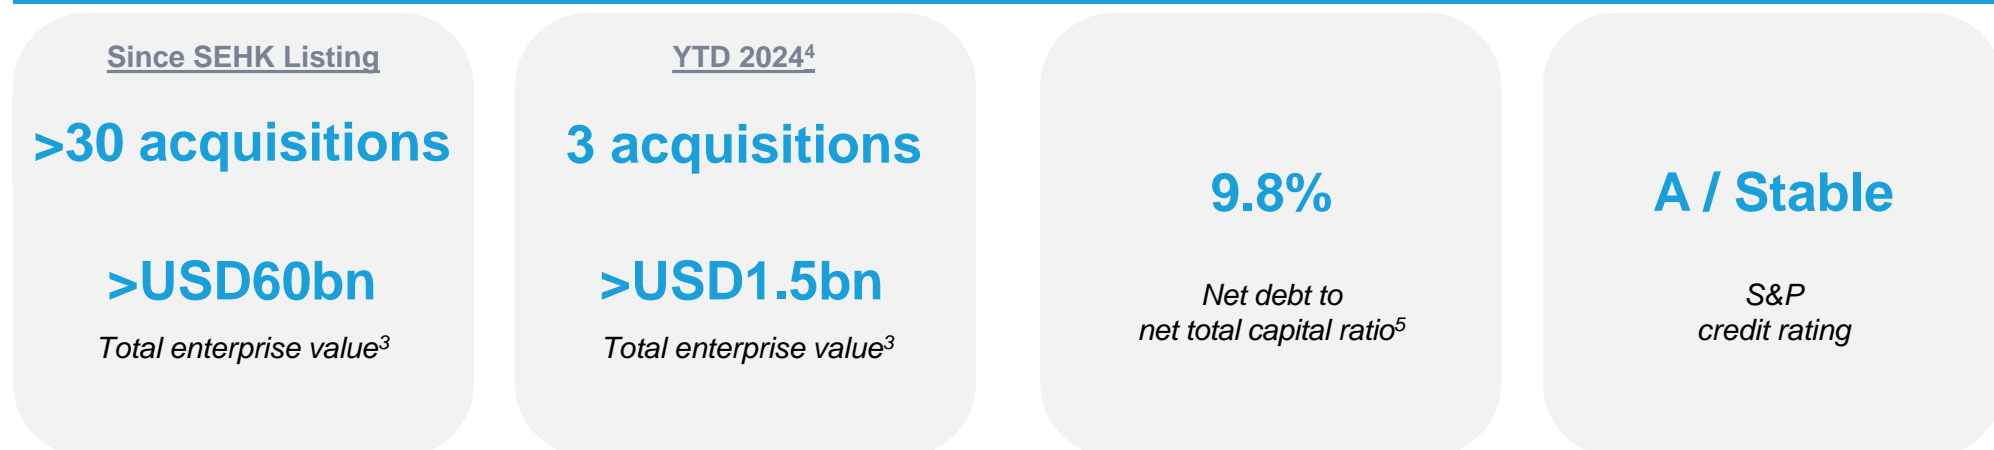 Since SEHK Listing
>30 acquisitions
>USD60bn
Total enterprise value3
YTD 20244
3 acquisitions
>USD1.5bn
Total enterprise value3
9.8%
Net debt to
net total capital ratio5
A / Stable
S&P
credit rating